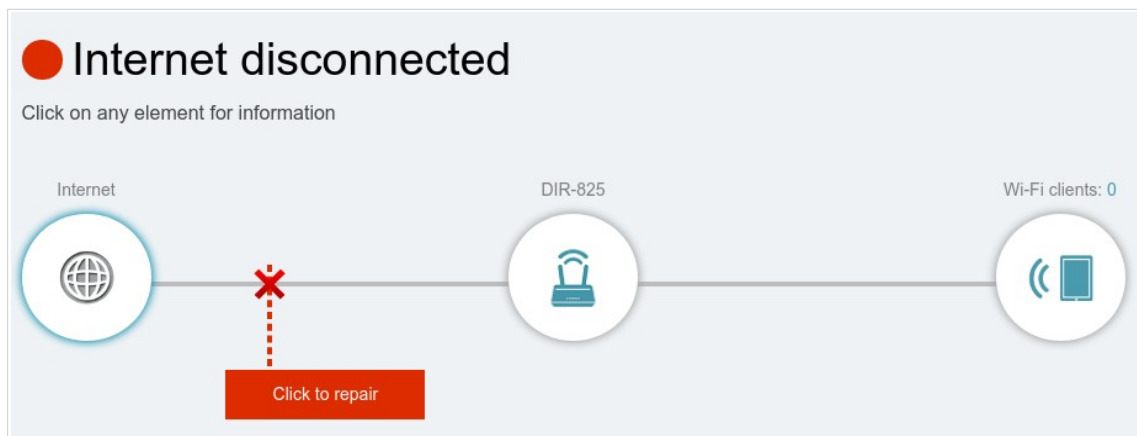 Internet disconnected
Click on any element for information
Internet
DIR-825
Wi-Fi clients: 0
Click to repair